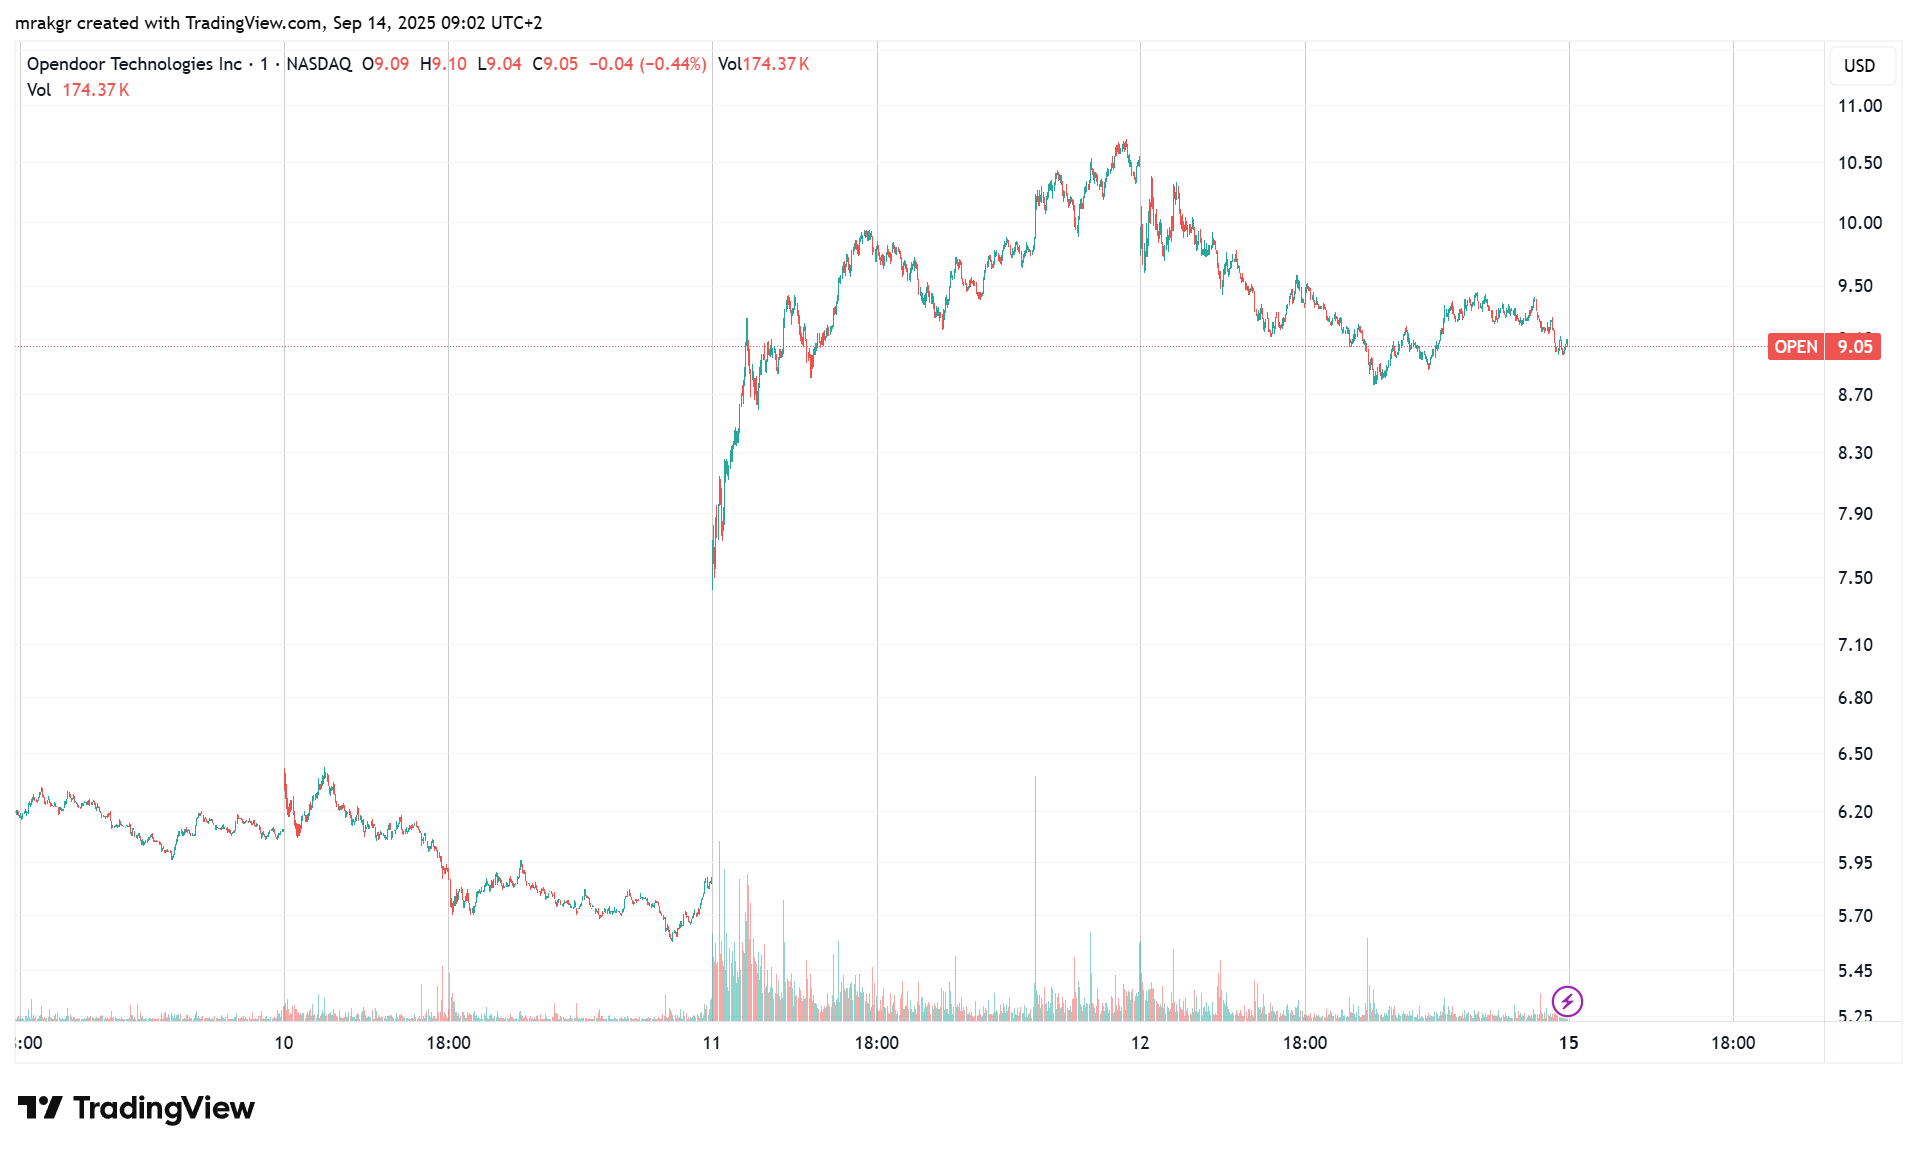 mrakgr created with TradingView.com, Sep 14, 2025 09:02 UTC+2
Opendoor Technologies Inc · 1 · NASDAQ O9.09 H9.10 L9.04 C9.05 −0.04 (−0.44%) Vol174.37 K
Vol 174.37 K
USD
11.00
10.50
10.00
9.50
OPEN 9.05
8.70
8.30
7.90
7.50
7.10
6.80
6.50
6.20
5.95
5.70
5.45
5.25
:00 10 18:00 11 18:00 12 18:00 15 18:00
TradingView